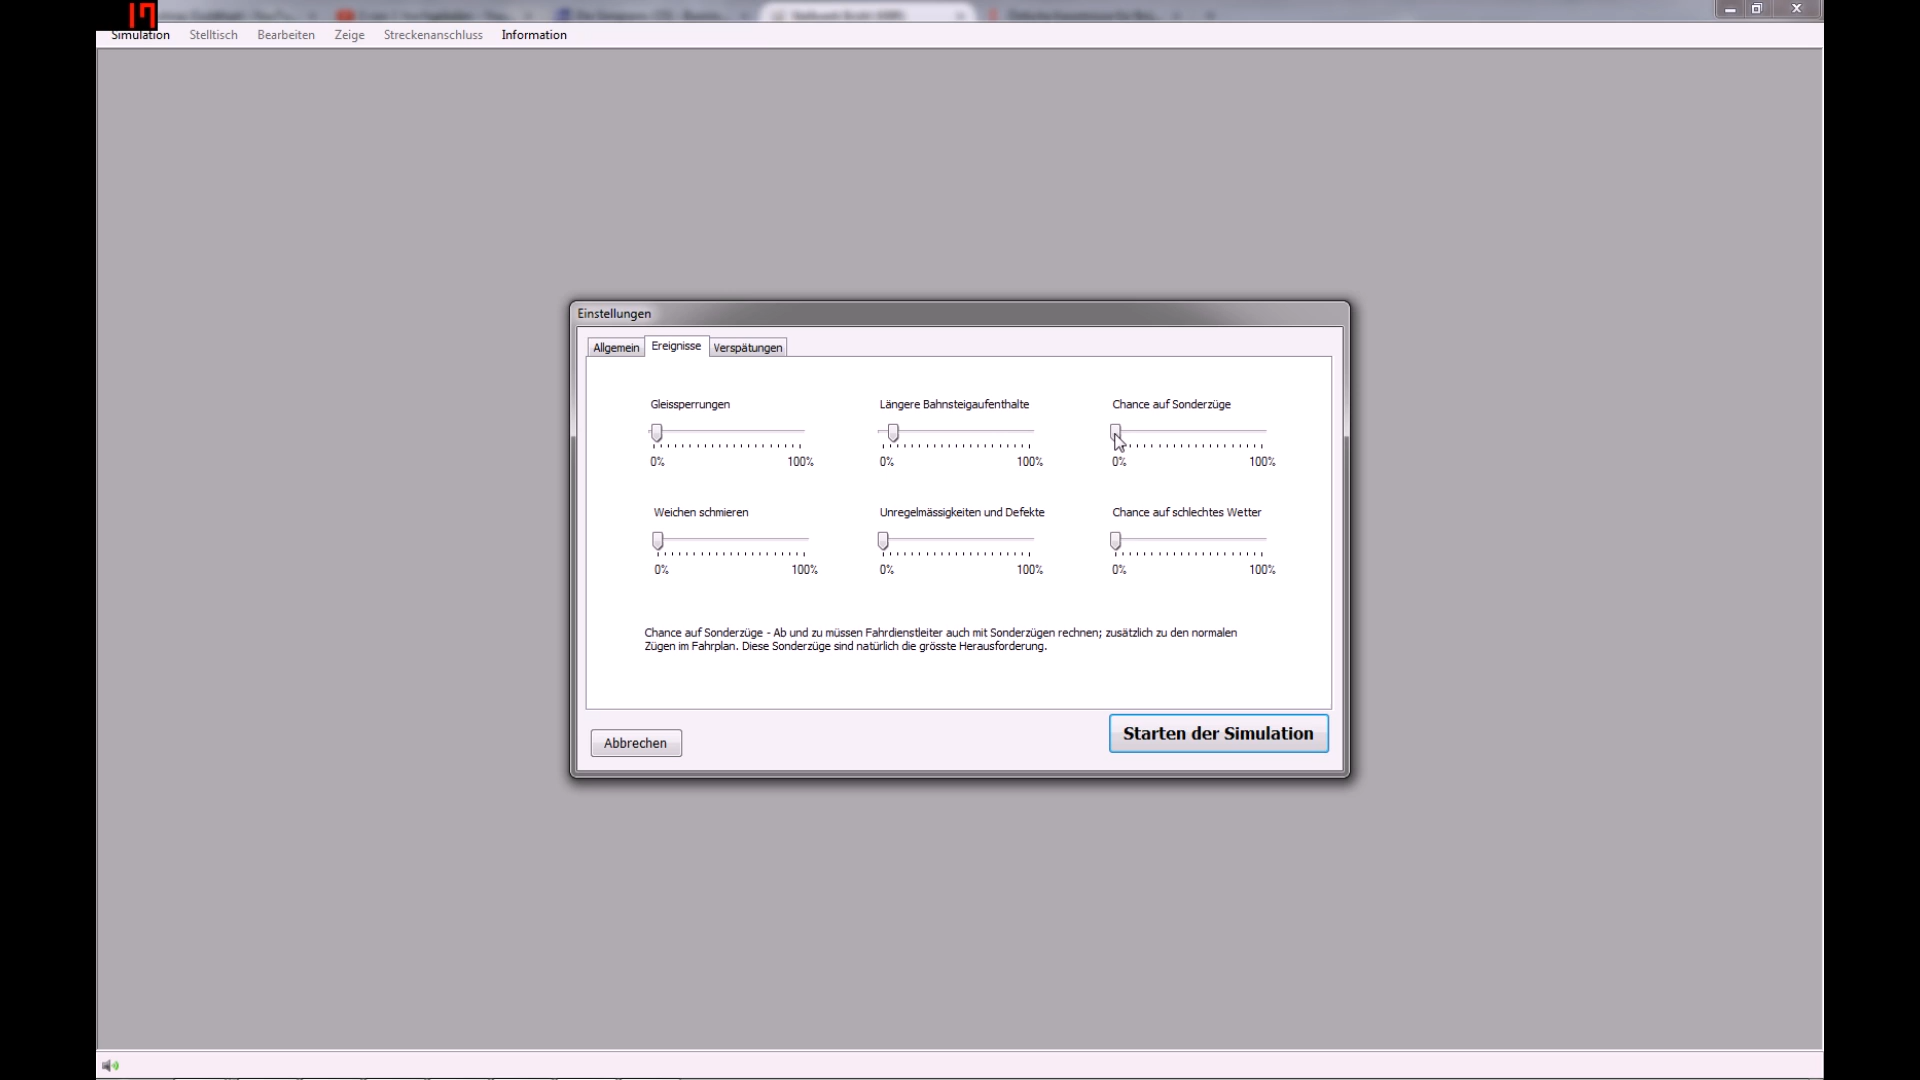 17
Simulation Stelltisch Bearbeiten Zeige Streckenanschluss Information
Einstellungen
Allgemein Ereignisse Verspätungen
Gleissperrungen Längere Bahnsteigaufenthalte Chance auf Sonderzüge
0% 100% 0% 100% 0% 100%
Weichen schmieren Unregelmässigkeiten und Defekte Chance auf schlechtes Wetter
0% 100% 0% 100% 0% 100%
Chance auf Sonderzüge - Ab und zu müssen Fahrdienstleiter auch mit Sonderzügen rechnen; zusätzlich zu den normalen
Zügen im Fahrplan. Diese Sonderzüge sind natürlich die grösste Herausforderung.
Abbrechen Starten der Simulation